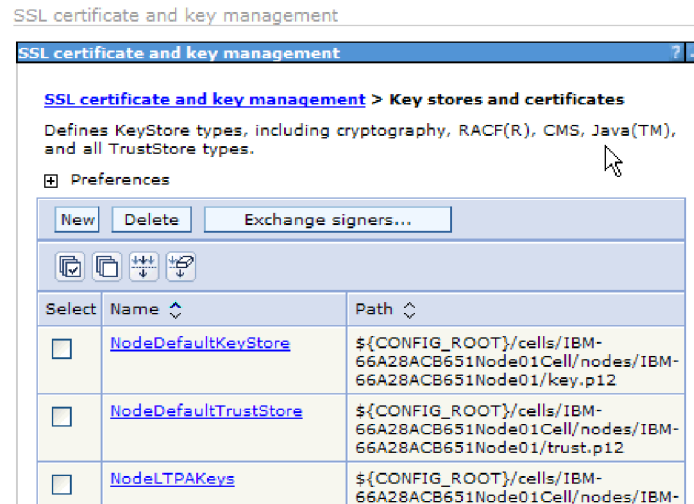 SSL certificate and key management
SSL certificate and key management ?
SSL certificate and key management > Key stores and certificates
Defines KeyStore types, including cryptography, RACF(R), CMS, Java(TM),
and all TrustStore types.
Preferences
New Delete Exchange signers...
Select Name Path
NodeDefaultKeyStore ${CONFIG_ROOT}/cells/IBM-
66A28ACB651Node01Cell/nodes/IBM-
66A28ACB651Node01/key.p12
NodeDefaultTrustStore ${CONFIG_ROOT}/cells/IBM-
66A28ACB651Node01Cell/nodes/IBM-
66A28ACB651Node01/trust.p12
NodeLTPAKeys ${CONFIG_ROOT}/cells/IBM-
66A28ACB651Node01Cell/nodes/IBM-